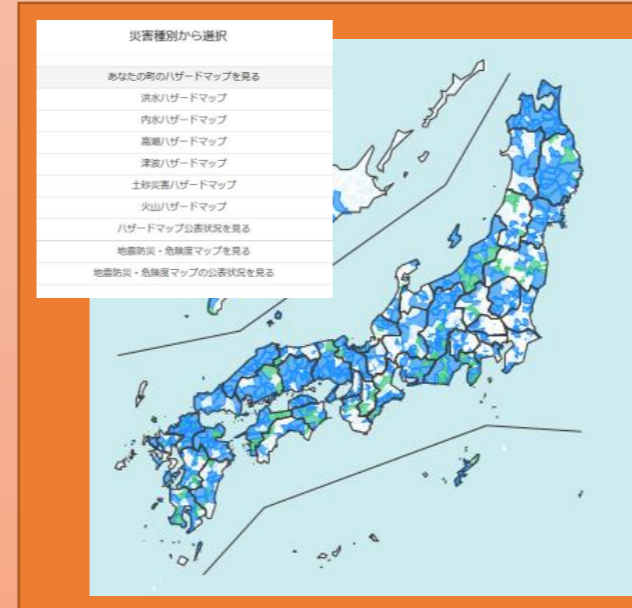 災害種別から選択
あなたの町のハザードマップを見る
洪水ハザードマップ
内水ハザードマップ
高潮ハザードマップ
津波ハザードマップ
土砂災害ハザードマップ
火山ハザードマップ
ハザードマップ公表状況を見る
地震防災・危険度マップを見る
地震防災・危険度マップの公表状況を見る